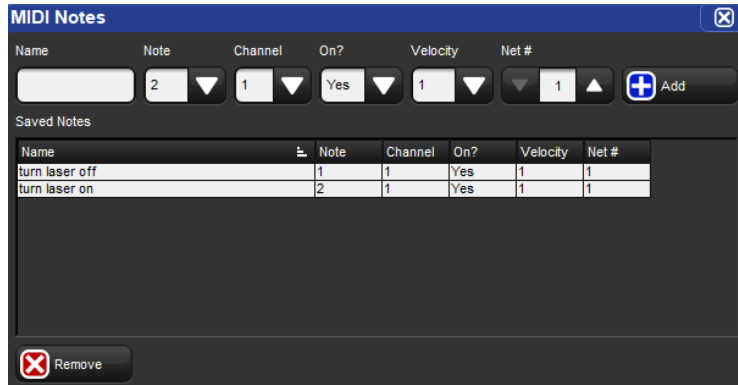 MIDI Notes
Name Note Channel On? Velocity Net #
2 1 Yes 1 1 Add
Saved Notes
Name Note Channel On? Velocity Net #
turn laser off 1 1 Yes 1 1
turn laser on 2 1 Yes 1 1
Remove